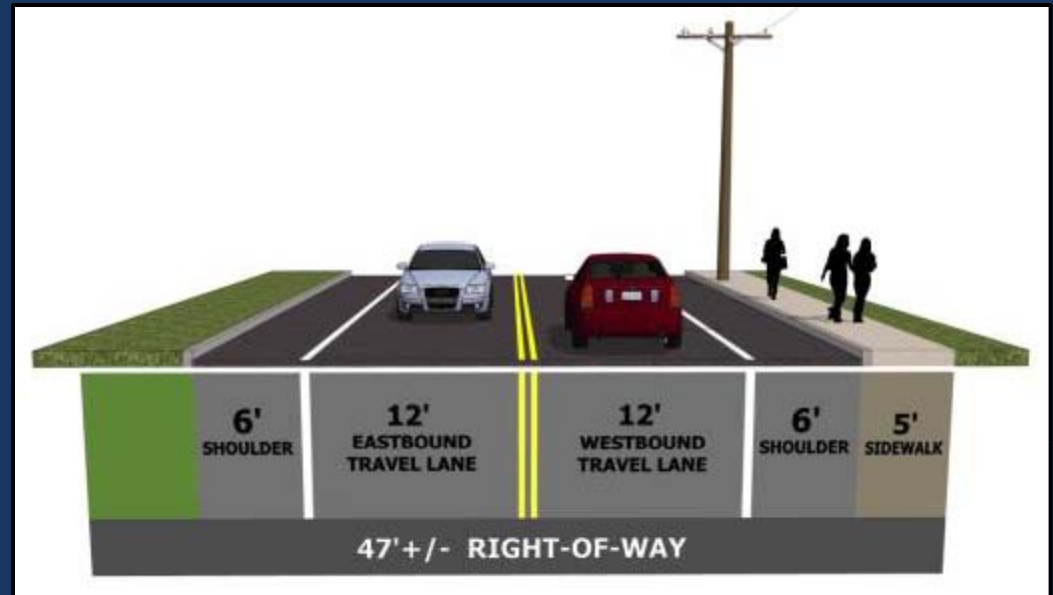 6'
SHOULDER
12'
EASTBOUND
TRAVEL LANE
12'
WESTBOUND
TRAVEL LANE
6'
SHOULDER
5'
SIDEWALK
47'+/- RIGHT-OF-WAY